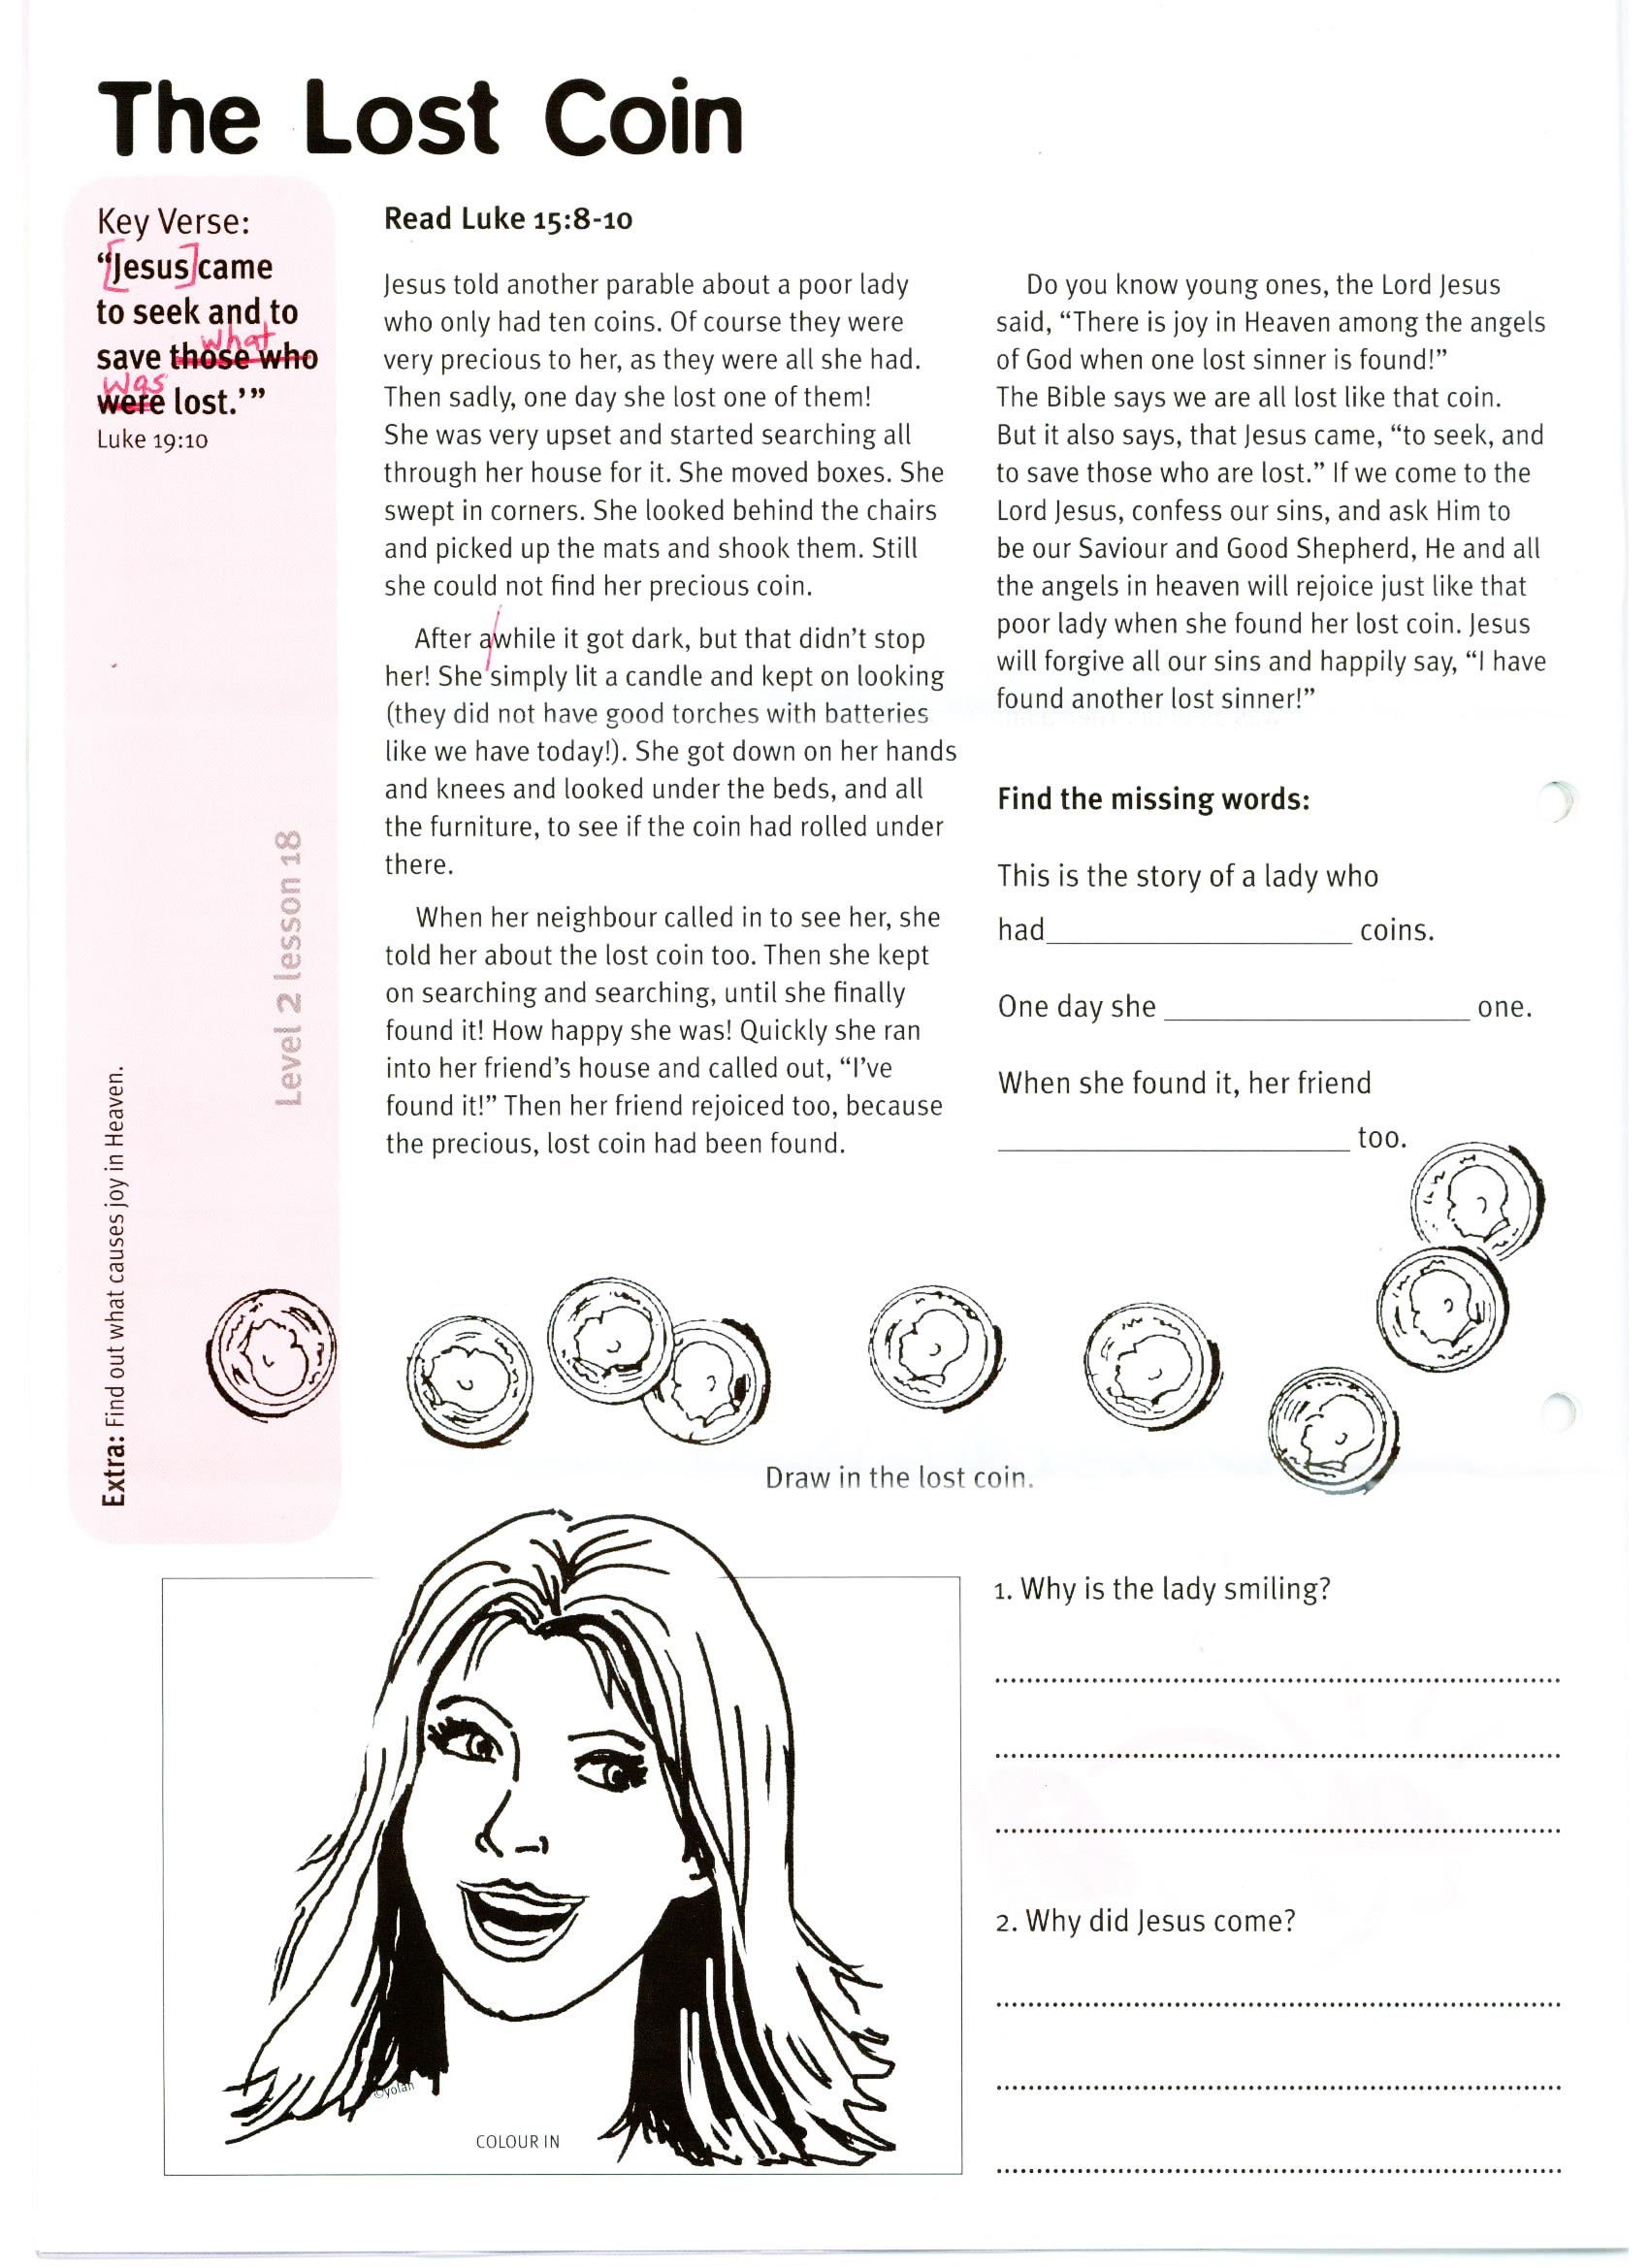 The Lost Coin
Key Verse:
“[Jesus] came
to seek and to
what
save those who
was
were lost.’”
Luke 19:10
Level 2 lesson 18
Extra: Find out what causes joy in Heaven.
Read Luke 15:8-10
Jesus told another parable about a poor lady
who only had ten coins. Of course they were
very precious to her, as they were all she had.
Then sadly, one day she lost one of them!
She was very upset and started searching all
through her house for it. She moved boxes. She
swept in corners. She looked behind the chairs
and picked up the mats and shook them. Still
she could not find her precious coin.
After a/while it got dark, but that didn’t stop
her! She simply lit a candle and kept on looking
(they did not have good torches with batteries
like we have today!). She got down on her hands
and knees and looked under the beds, and all
the furniture, to see if the coin had rolled under
there.
When her neighbour called in to see her, she
told her about the lost coin too. Then she kept
on searching and searching, until she finally
found it! How happy she was! Quickly she ran
into her friend’s house and called out, “I’ve
found it!” Then her friend rejoiced too, because
the precious, lost coin had been found.
Do you know young ones, the Lord Jesus
said, “There is joy in Heaven among the angels
of God when one lost sinner is found!”
The Bible says we are all lost like that coin.
But it also says, that Jesus came, “to seek, and
to save those who are lost.” If we come to the
Lord Jesus, confess our sins, and ask Him to
be our Saviour and Good Shepherd, He and all
the angels in heaven will rejoice just like that
poor lady when she found her lost coin. Jesus
will forgive all our sins and happily say, “I have
found another lost sinner!”
Find the missing words:
This is the story of a lady who
had____________________ coins.
One day she ____________________ one.
When she found it, her friend
_______________________ too.
Draw in the lost coin.
©yolan
COLOUR IN
1. Why is the lady smiling?
2. Why did Jesus come?